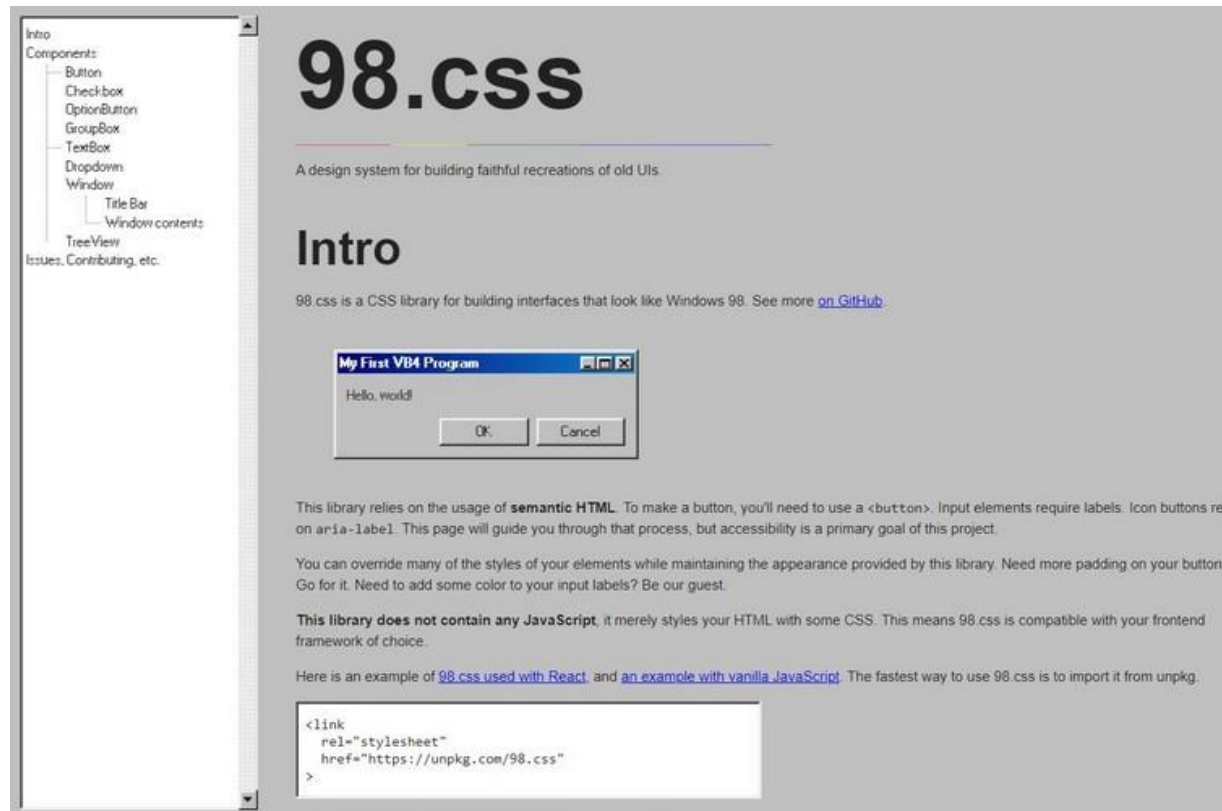 Intro
Components
Button
Checkbox
OptionButton
GroupBox
TextBox
Dropdown
Window
Title Bar
Window contents
TreeView
Issues, Contributing, etc.
98.css
A design system for building faithful recreations of old UIs.
Intro
98.css is a CSS library for building interfaces that look like Windows 98. See more on GitHub.
My First VB4 Program
Hello, world!
OK Cancel
This library relies on the usage of semantic HTML. To make a button, you'll need to use a <button>. Input elements require labels. Icon buttons re
on aria-label. This page will guide you through that process, but accessibility is a primary goal of this project.
You can override many of the styles of your elements while maintaining the appearance provided by this library. Need more padding on your button
Go for it. Need to add some color to your input labels? Be our guest.
This library does not contain any JavaScript, it merely styles your HTML with some CSS. This means 98.css is compatible with your frontend
framework of choice.
Here is an example of 98.css used with React, and an example with vanilla JavaScript. The fastest way to use 98.css is to import it from unpkg.
<link
rel="stylesheet"
href="https://unpkg.com/98.css"
>